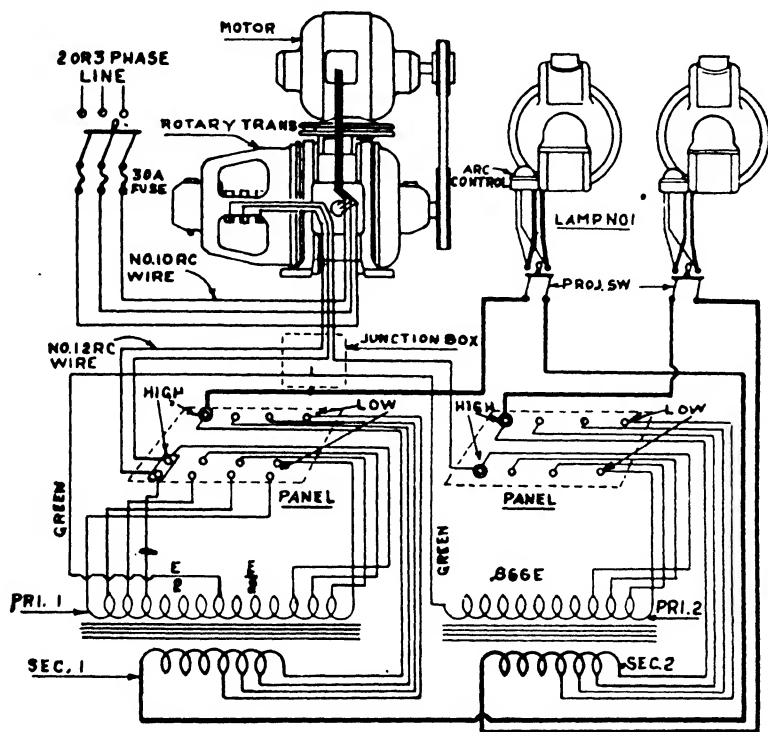 MOTOR
2 OR 3 PHASE
LINE
ROTARY TRANS
30A
FUSE
ARC
CONTROL
LAMP NO1
NO.10 RC
WIRE
PROJ. SW
NO.12 RC
WIRE
JUNCTION BOX
HIGH
LOW
HIGH
LOW
PANEL
PANEL
GREEN
GREEN
E
E
866E
PRI. 1
PRI. 2
SEC. 1
SEC. 2